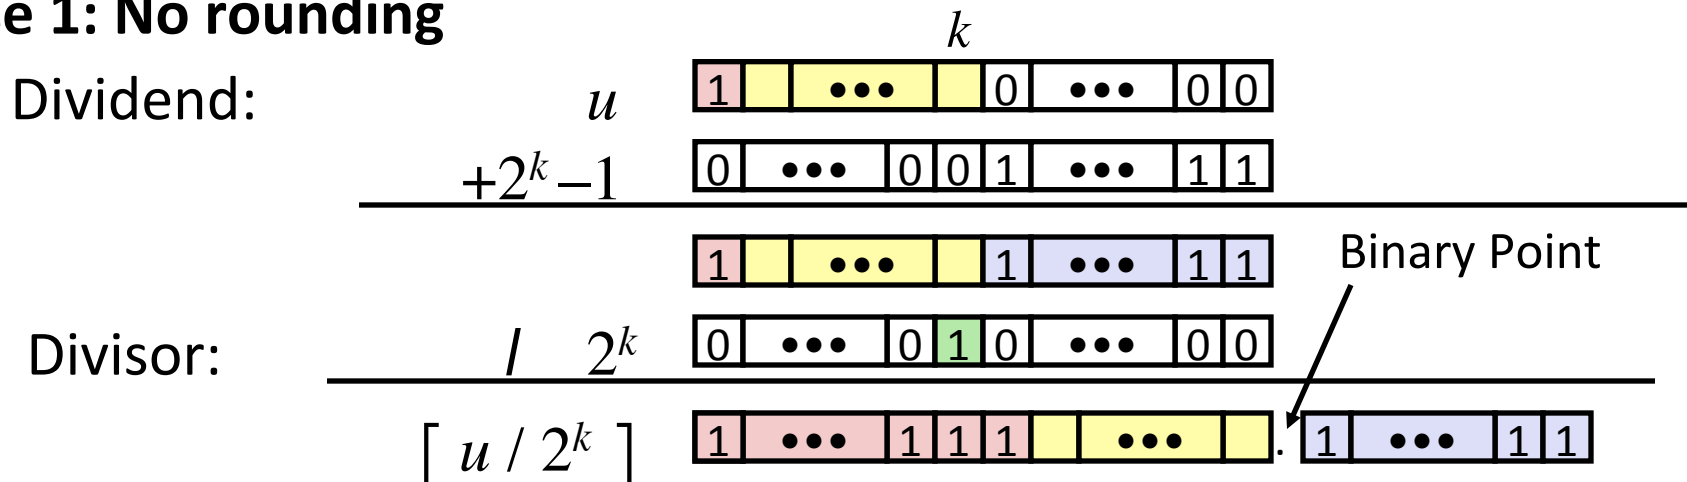 e 1: No rounding
k
Dividend: u 1 ••• 0 ••• 0 0
+2^k –1 0 ••• 0 0 1 ••• 1 1
1 ••• 1 ••• 1 1
Binary Point
Divisor: / 2^k 0 ••• 0 1 0 ••• 0 0
⌈ u / 2^k ⌉ 1 ••• 1 1 1 ••• . 1 ••• 1 1